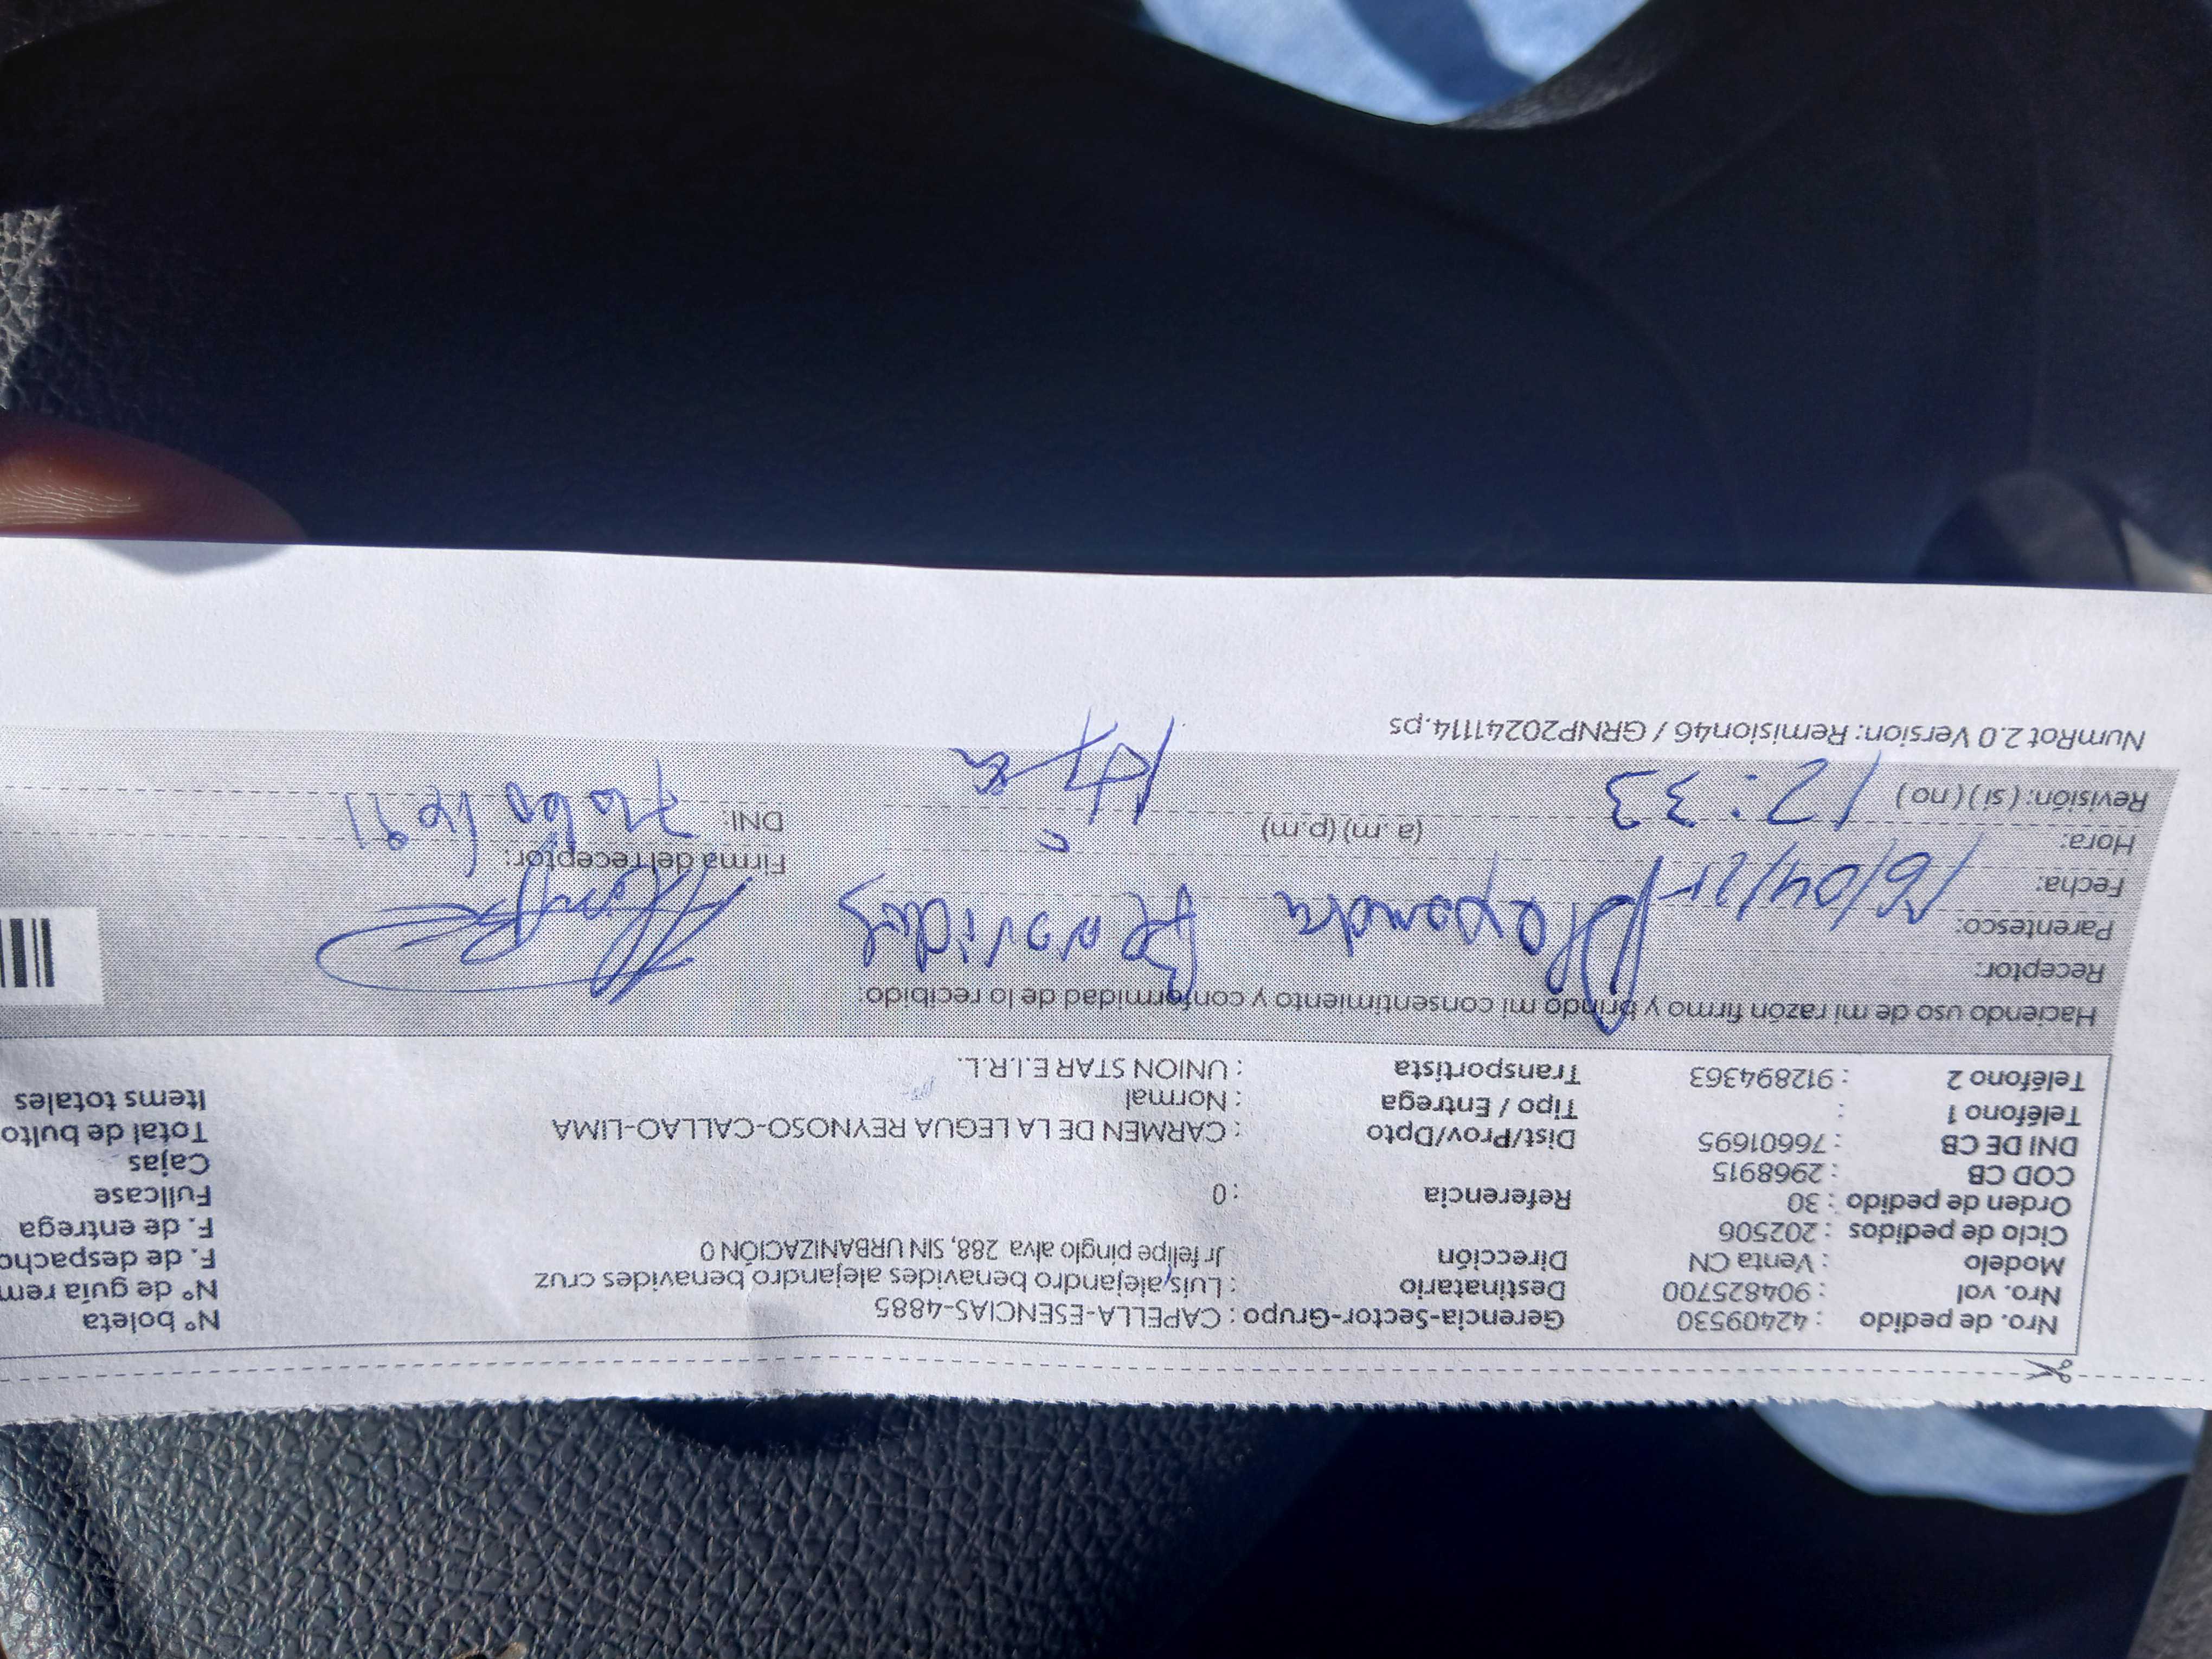 Nro. de pedido : 42409530 Gerencia-Sector-Grupo : CAPELLA-ESENCIAS-4885 N° boleta
Nro. vol : 904825700 Destinatario : Luis alejandro benavides alejandro benavides cruz N° de guía rem
Modelo : Venta CN Dirección Jr felipe pinglo alva 288, SIN URBANIZACIÓN 0 F. de despacho
Ciclo de pedidos : 202506 F. de entrega
Orden de pedido : 30 Referencia : 0 Fullcase
COD CB : 2968915 Cajas
DNI DE CB : 76601695 Dist/Prov/Dpto : CARMEN DE LA LEGUA REYNOSO-CALLAO-LIMA Total de bulto
Teléfono 1 : Tipo / Entrega : Normal Items totales
Teléfono 2 : 912894363 Transportista : UNION STAR E.I.R.L.
Haciendo uso de mi razón firmo y brindo mi consentimiento y conformidad de lo recibido:
Receptor: Benavides
Parentesco:
Fecha: 16/04/25 Firma del receptor:
Hora: 12:33 (a.m) (p.m) DNI:
Revisión: ( si ) ( no )
NumRot 2.0 Version: Remision46 / GRNP20241114.ps